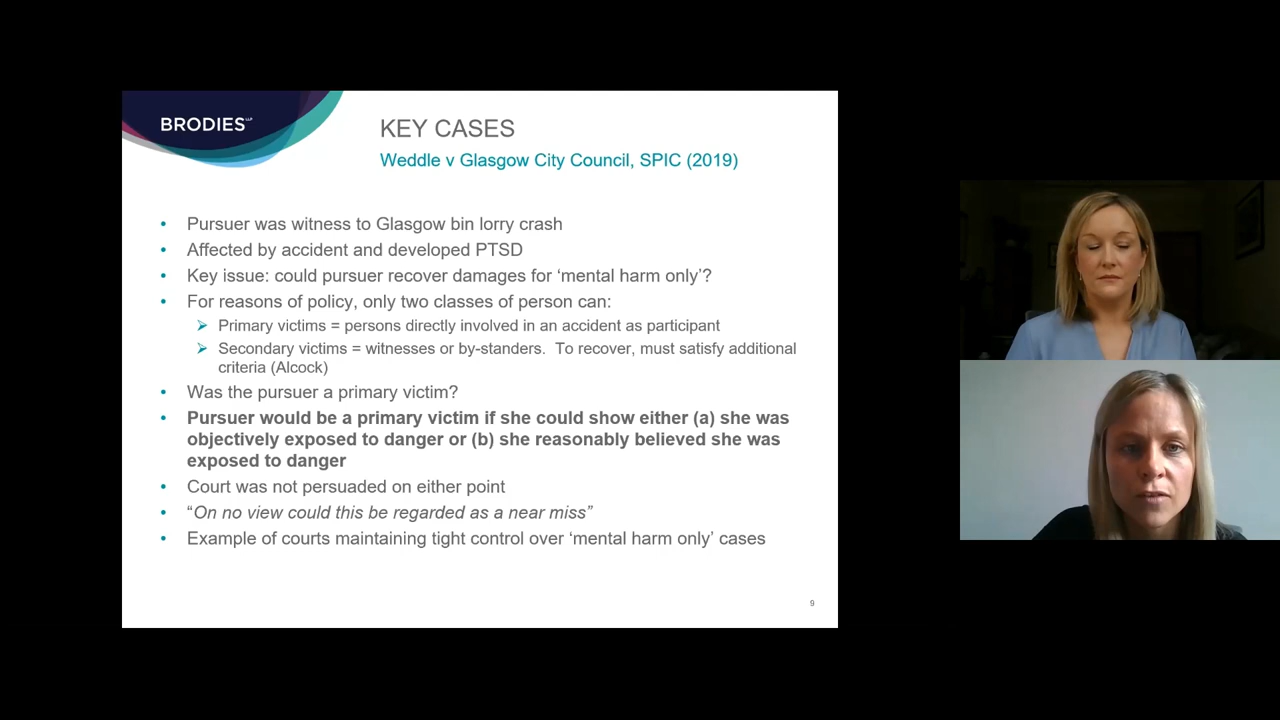 BRODIES LLP
KEY CASES
Weddle v Glasgow City Council, SPIC (2019)
• Pursuer was witness to Glasgow bin lorry crash
• Affected by accident and developed PTSD
• Key issue: could pursuer recover damages for ‘mental harm only’?
• For reasons of policy, only two classes of person can:
➢ Primary victims = persons directly involved in an accident as participant
➢ Secondary victims = witnesses or by-standers.  To recover, must satisfy additional
criteria (Alcock)
• Was the pursuer a primary victim?
• Pursuer would be a primary victim if she could show either (a) she was
objectively exposed to danger or (b) she reasonably believed she was
exposed to danger
• Court was not persuaded on either point
• “On no view could this be regarded as a near miss”
• Example of courts maintaining tight control over ‘mental harm only’ cases
9